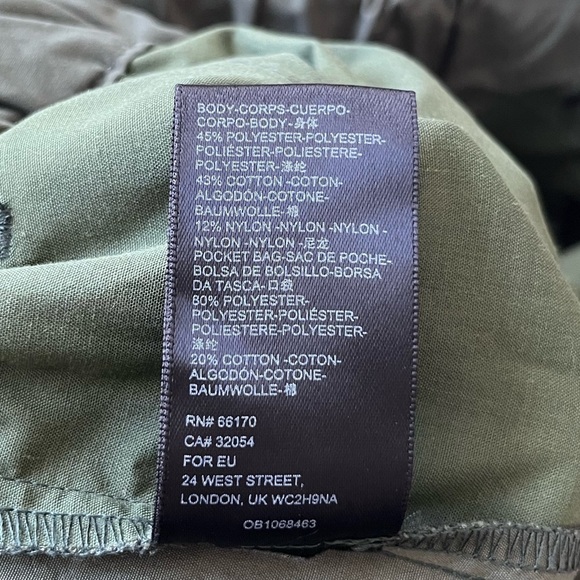 BODY-CORPS-CUERPO-
CORPO-BODY-身体
45% POLYESTER-POLYESTER-
POLIÉSTER-POLIESTERE-
POLYESTER-涤纶
43% COTTON -COTON-
ALGODÓN-COTONE-
BAUMWOLLE-棉
12% NYLON -NYLON -NYLON -
NYLON -NYLON -尼龙
POCKET BAG-SAC DE POCHE-
BOLSA DE BOLSILLO-BORSA
DA TASCA-口袋
80% POLYESTER-
POLYESTER-POLIÉSTER-
POLIESTERE-POLYESTER-
涤纶
20% COTTON -COTON-
ALGODÓN-COTONE-
BAUMWOLLE-棉
RN# 66170
CA# 32054
FOR EU
24 WEST STREET,
LONDON, UK WC2H9NA
OB1068463